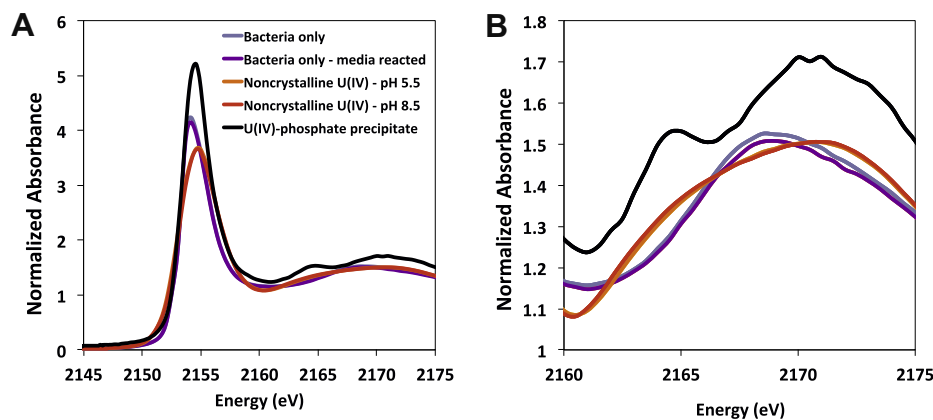 A
B
Normalized Absorbance
6
5
4
3
2
1
0
Bacteria only
Bacteria only - media reacted
Noncrystalline U(IV) - pH 5.5
Noncrystalline U(IV) - pH 8.5
U(IV)-phosphate precipitate
2145 2150 2155 2160 2165 2170 2175
Energy (eV)
Normalized Absorbance
1.8
1.7
1.6
1.5
1.4
1.3
1.2
1.1
1
2160 2165 2170 2175
Energy (eV)